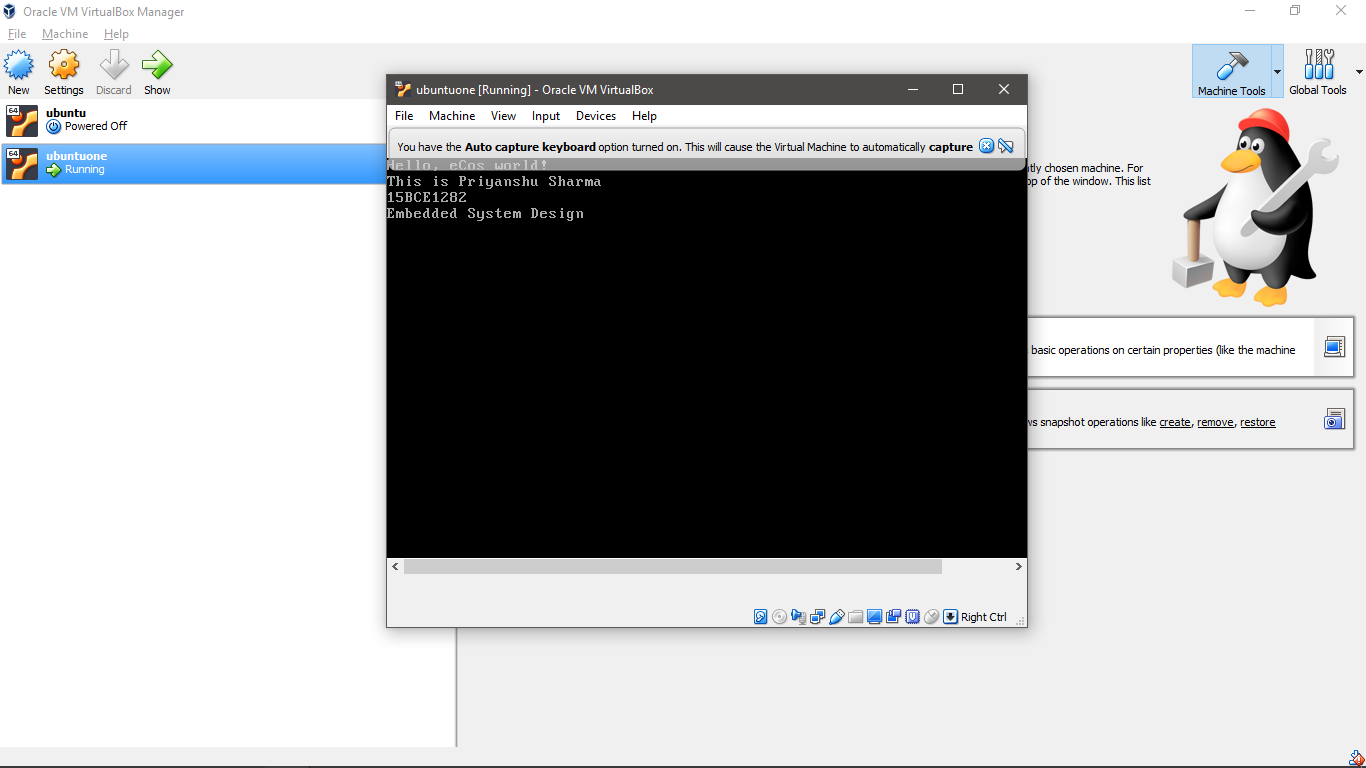 Oracle VM VirtualBox Manager
File Machine Help
New Settings Discard Show
Machine Tools Global Tools
64 ubuntu
Powered Off
64 ubuntuone
Running
ubuntuone [Running] - Oracle VM VirtualBox
File Machine View Input Devices Help
You have the Auto capture keyboard option turned on. This will cause the Virtual Machine to automatically capture
Hello, eCos world!
This is Priyanshu Sharma
15BCE1282
Embedded System Design
Right Ctrl
chosen machine. For
of the window. This list
basic operations on certain properties (like the machine
snapshot operations like create, remove, restore